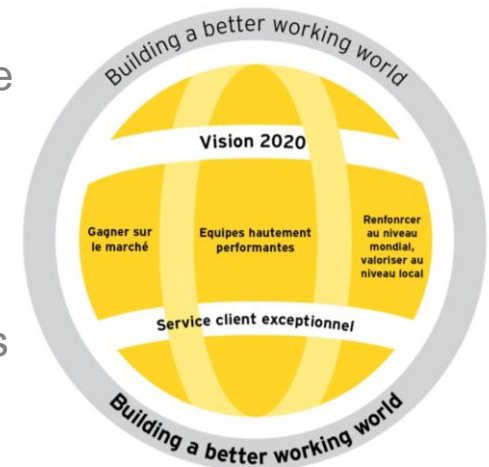 Building a better working world
e
Vision 2020
Gagner sur
le marché
Equipes hautement
performantes
Renfonrcer
au niveau
mondial,
valoriser au
niveau local
s
Service client exceptionnel
Building a better working world